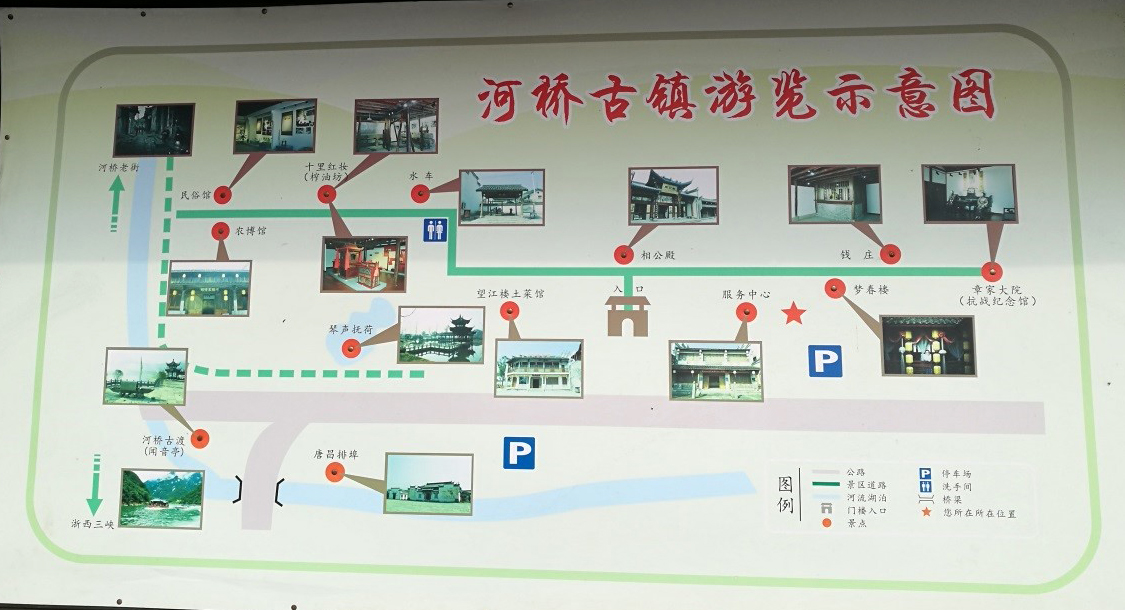 河桥古镇游览示意图
河桥老街
民俗馆
十里红妆
(榨油坊)
水车
农博馆
相公殿
钱庄
章家大院
(抗战纪念馆)
入口
望江楼土菜馆
服务中心
梦春楼
琴声抚荷
P
河桥古渡
(闻音亭)
唐昌排埠
P
浙西三峡
图例
公路
景区道路
河流湖泊
门楼入口
景点
P 停车场
洗手间
桥梁
您所在所在位置